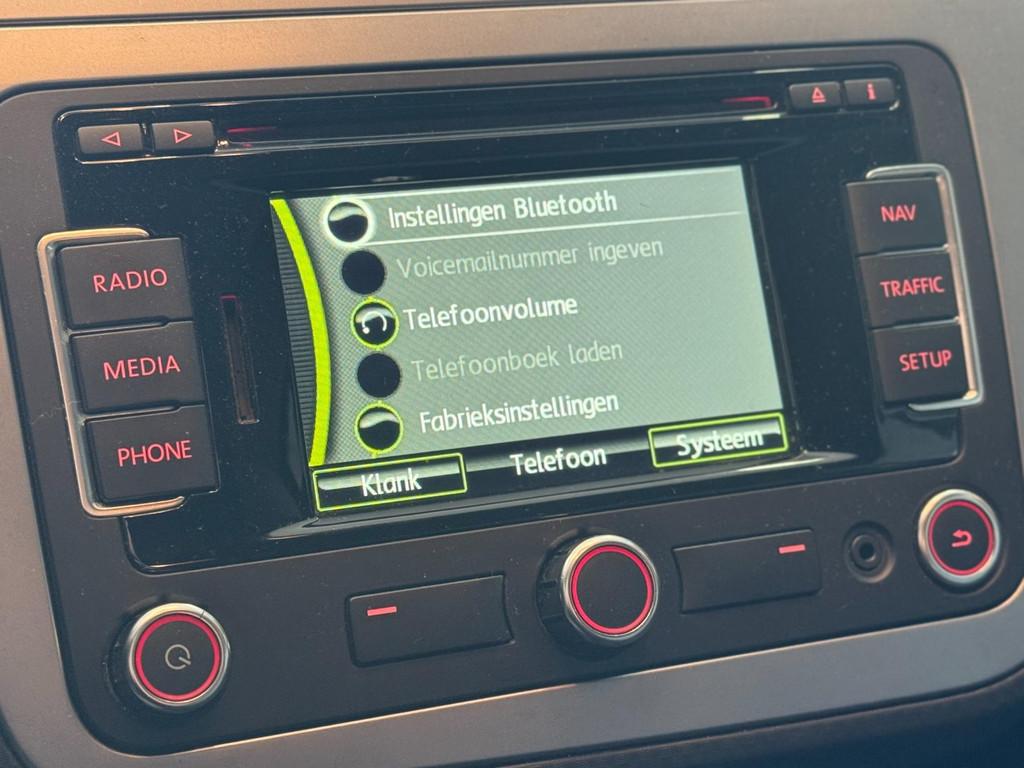 RADIO
MEDIA
PHONE
Instellingen Bluetooth
Voicemailnummer ingeven
Telefoonvolume
Telefoonboek laden
Fabrieksinstellingen
Klank
Telefoon
Systeem
i
NAV
TRAFFIC
SETUP